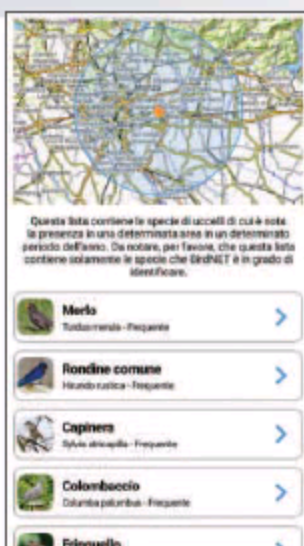 Questa lista contiene le specie di uccelli di cui è nota
la presenza in una determinata area in un determinato
periodo dell'anno. Da notare, per favore, che questa lista
contiene solamente le specie che BirdNET è in grado di
identificare.
Merlo
Turdus merula - Frequente
Rondine comune
Hirundo rustica - Frequente
Capinera
Sylvia atricapilla - Frequente
Colombaccio
Columba palumbus - Frequente
Fringuello